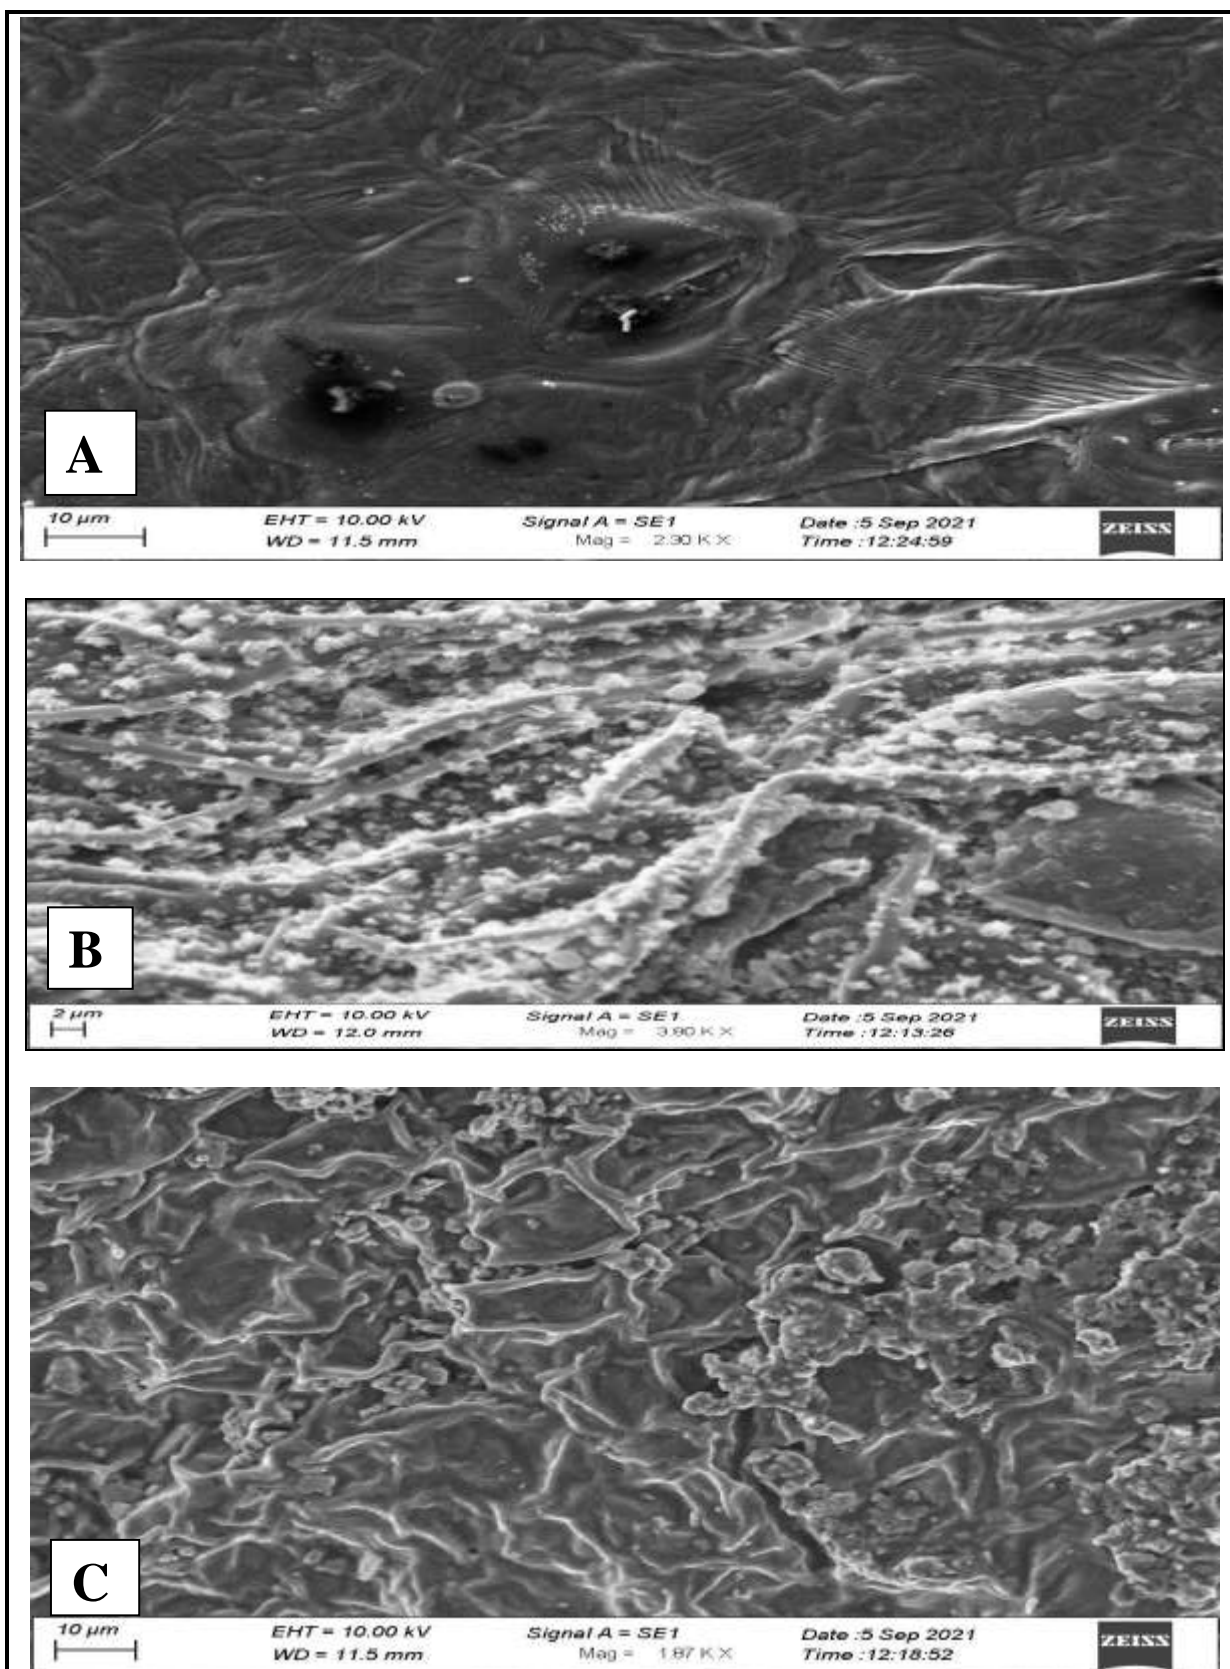 A
10 µm EHT = 10.00 kV Signal A = SE1 Date :5 Sep 2021 ZEISS
WD = 11.5 mm Mag = 2.30 K X Time :12:24:59
B
2 µm EHT = 10.00 kV Signal A = SE1 Date :5 Sep 2021 ZEISS
WD = 12.0 mm Mag = 3.80 K X Time :12:13:26
C
10 µm EHT = 10.00 kV Signal A = SE1 Date :5 Sep 2021 ZEISS
WD = 11.5 mm Mag = 1.87 K X Time :12:18:52